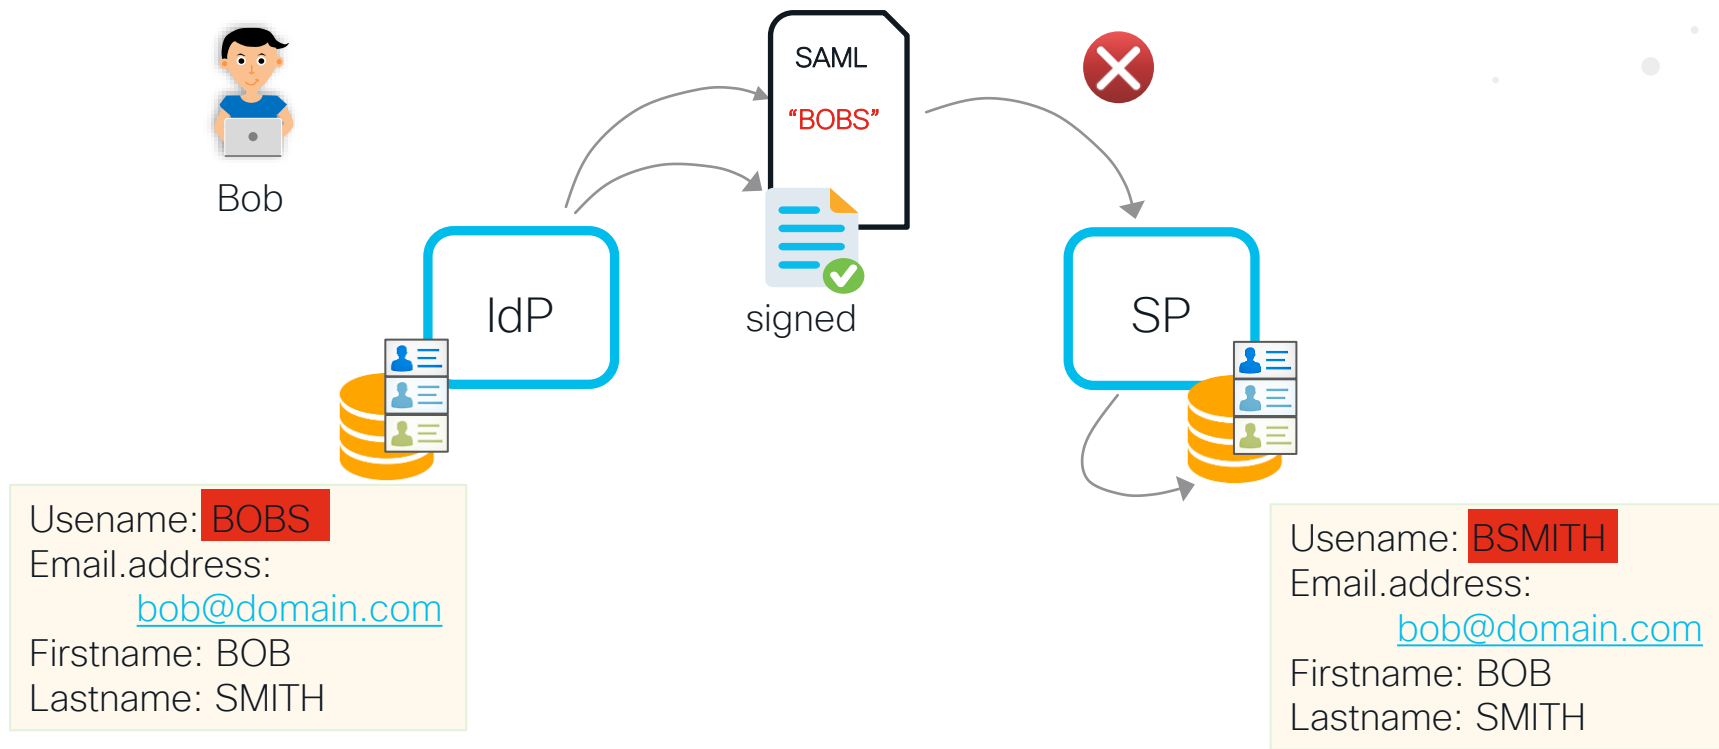 SAML
“BOBS”
Bob
IdP
signed
SP
Usename: BOBS
Email.address:
bob@domain.com
Firstname: BOB
Lastname: SMITH
Usename: BSMITH
Email.address:
bob@domain.com
Firstname: BOB
Lastname: SMITH